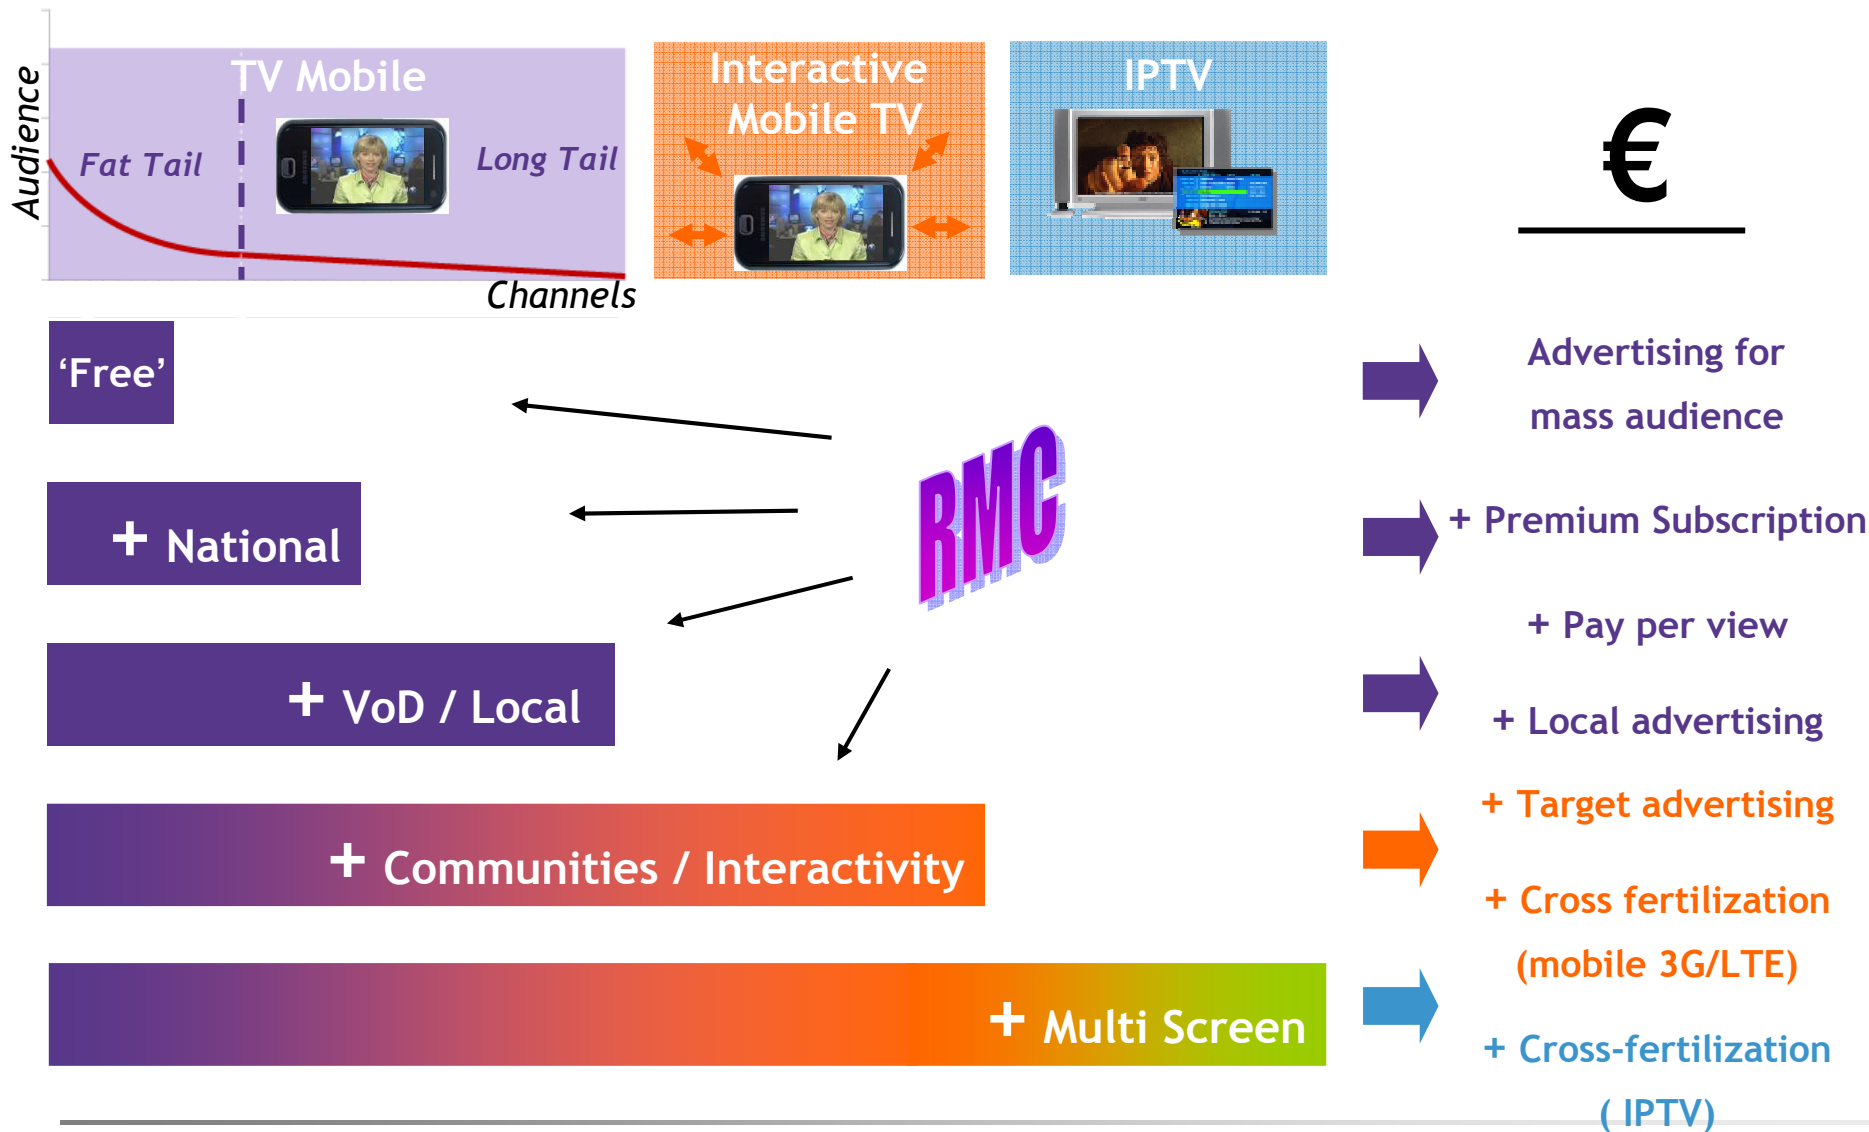 Audience
TV Mobile
Fat Tail
Long Tail
Channels
Interactive
Mobile TV
IPTV
€
‘Free’
Advertising for
mass audience
RMC
+ National
+ Premium Subscription
+ VoD / Local
+ Pay per view
+ Local advertising
+ Communities / Interactivity
+ Target advertising
+ Cross fertilization
(mobile 3G/LTE)
+ Multi Screen
+ Cross-fertilization
( IPTV)